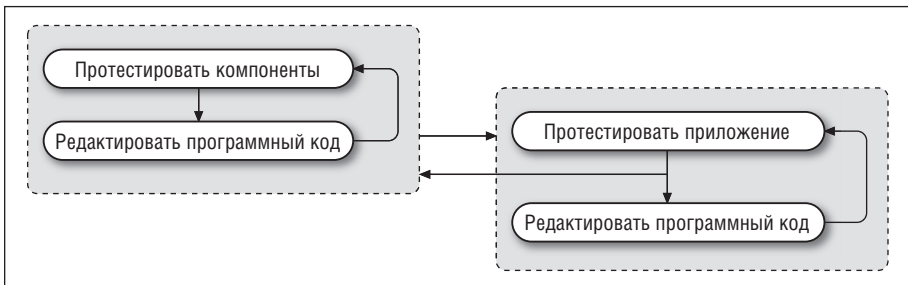 Протестировать компоненты
Редактировать программный код
Протестировать приложение
Редактировать программный код